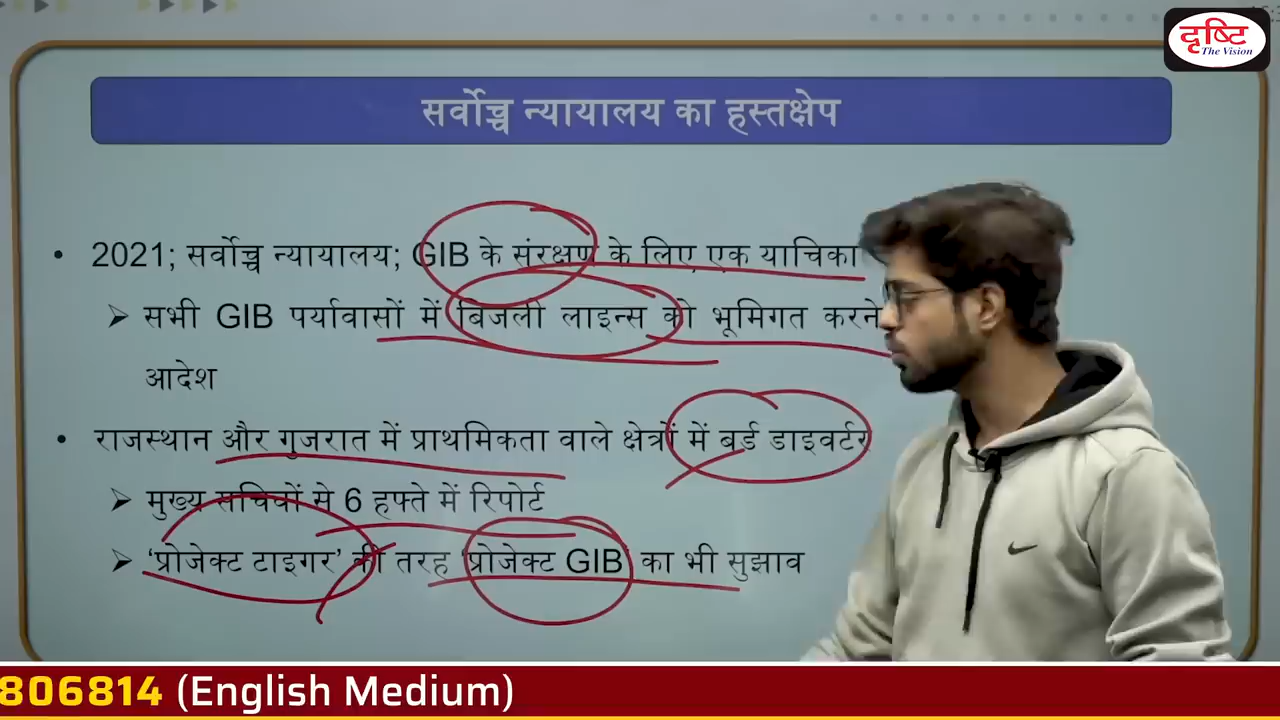 दृष्टि
The Vision
सर्वोच्च न्यायालय का हस्तक्षेप
• 2021; सर्वोच्च न्यायालय; GIB के संरक्षण के लिए एक याचिका
➢ सभी GIB पर्यावासों में बिजली लाइन्स को भूमिगत करने
आदेश
• राजस्थान और गुजरात में प्राथमिकता वाले क्षेत्रों में बर्ड डाइवर्टर
➢ मुख्य सचिवों से 6 हफ्ते में रिपोर्ट
➢ ‘प्रोजेक्ट टाइगर’ की तरह ‘प्रोजेक्ट GIB’ का भी सुझाव
806814 (English Medium)